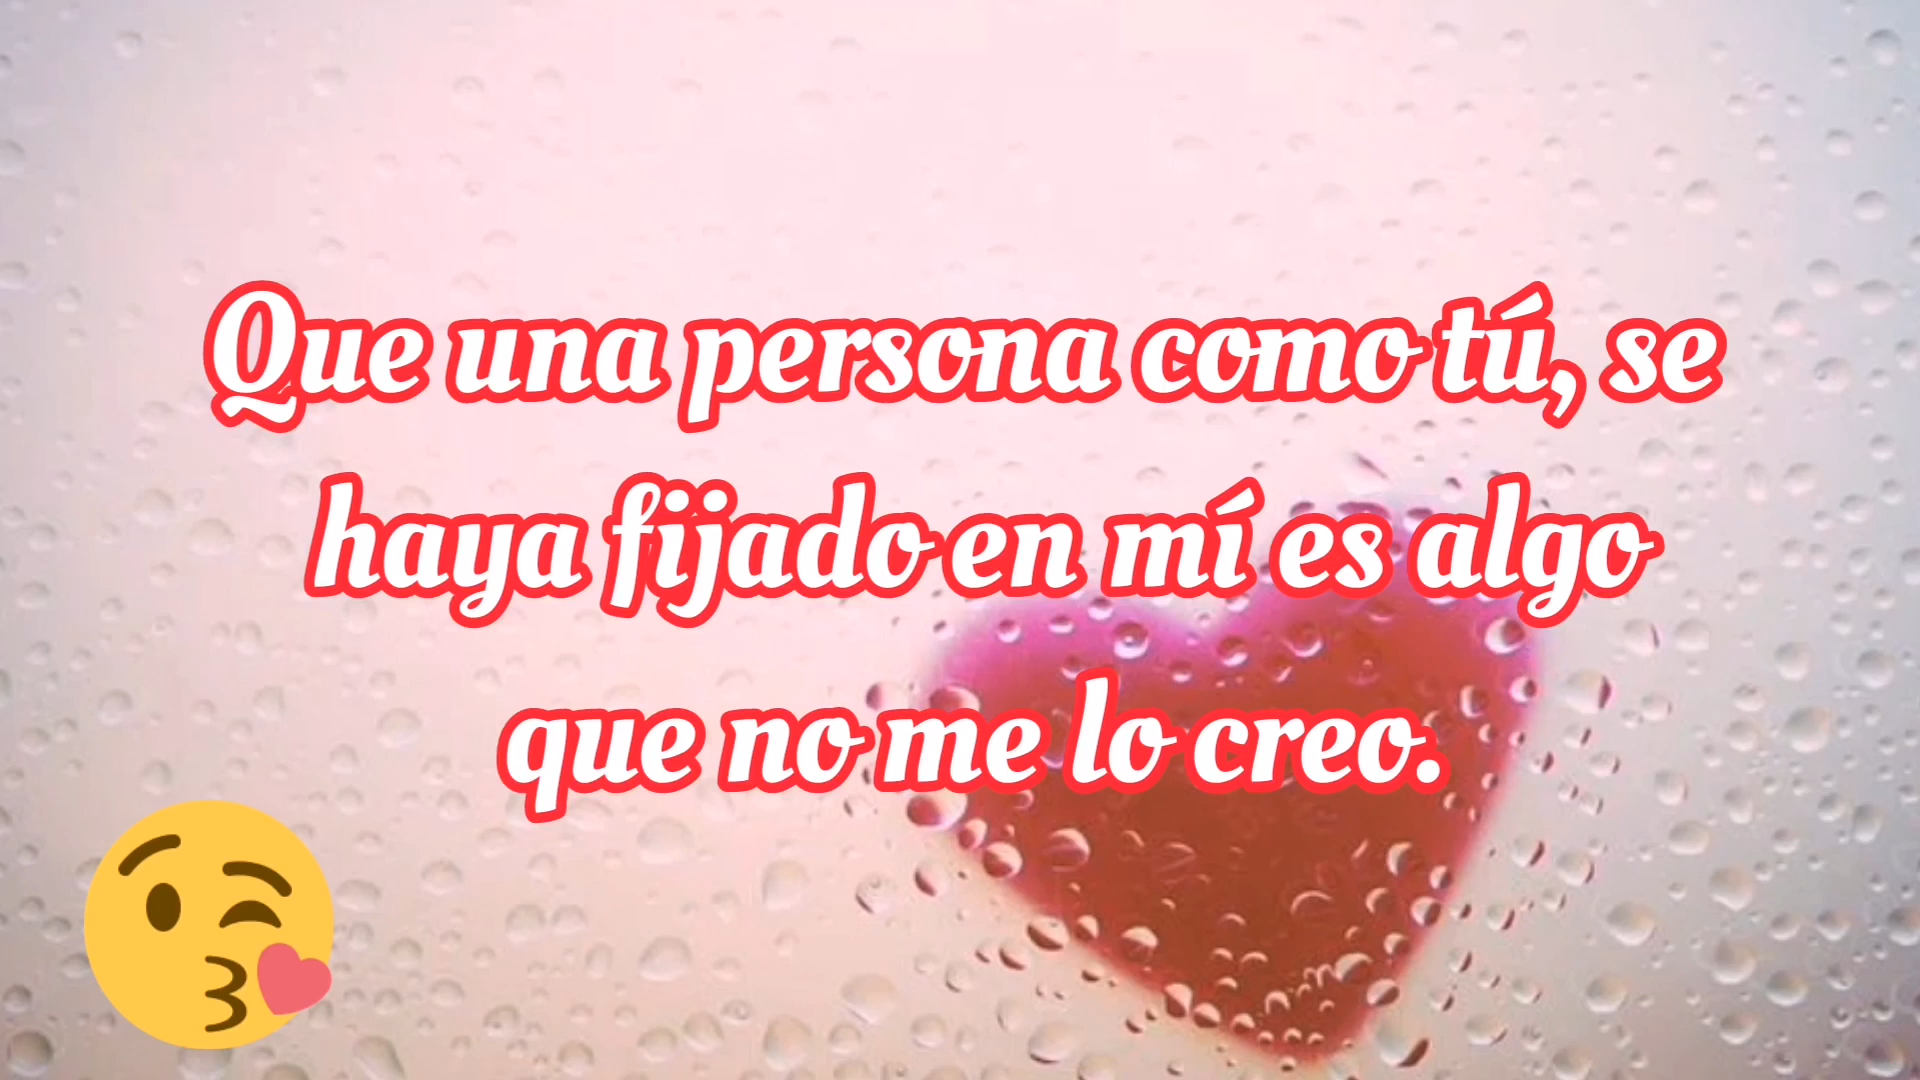 Que una persona como tú, se
haya fijado en mí es algo
que no me lo creo.